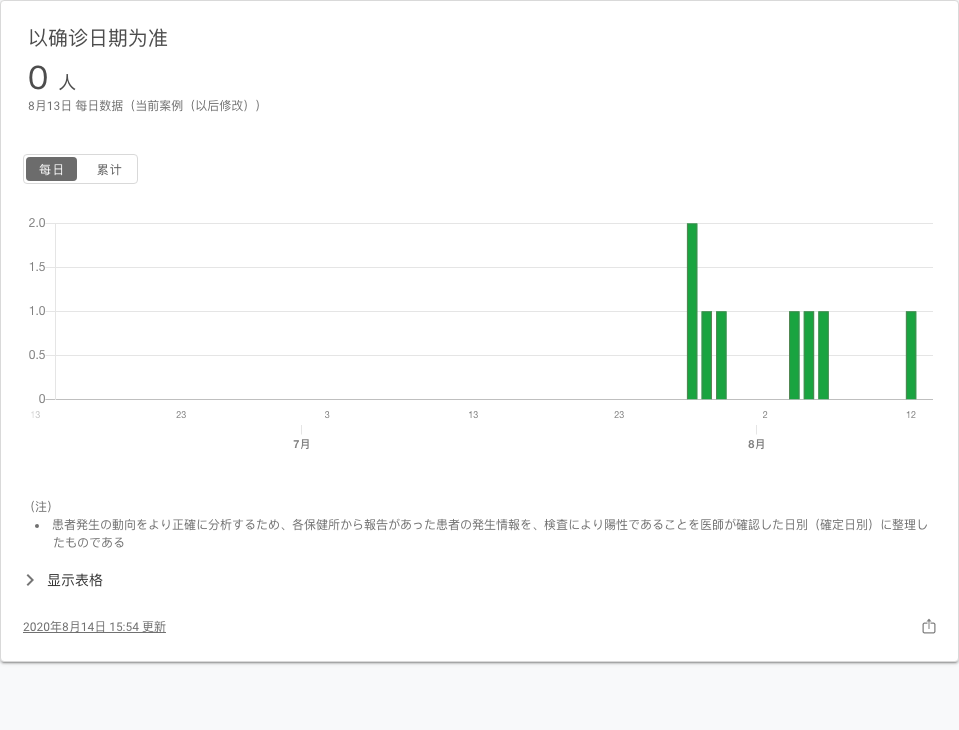 以确诊日期为准
0 人
8月13日 每日数据（当前案例（以后修改））
每日 累计
2.0
1.5
1.0
0.5
0
13 23 3 13 23 2 12
7月 8月
（注）
• 患者発生の動向をより正確に分析するため、各保健所から報告があった患者の発生情報を、検査により陽性であることを医師が確認した日別（確定日別）に整理し
たものである
显示表格
2020年8月14日 15:54 更新